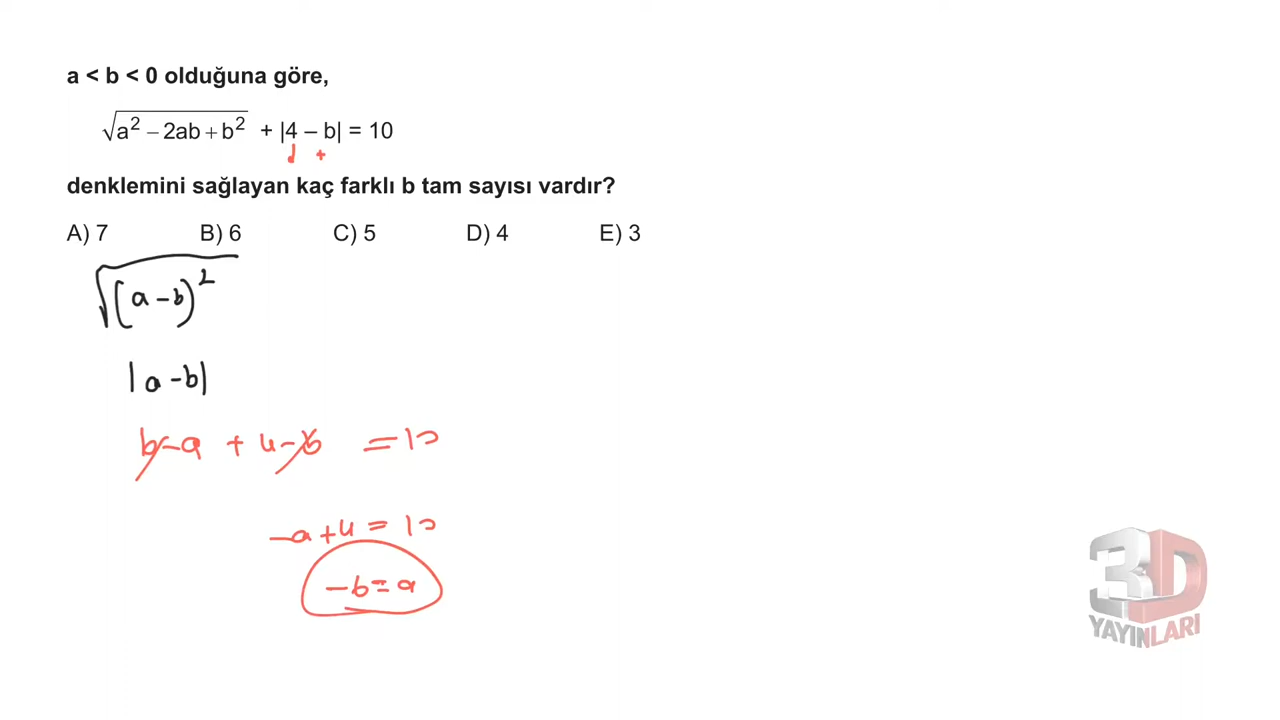 a < b < 0 olduğuna göre,
√(a² – 2ab + b²) + |4 – b| = 10
+
denklemini sağlayan kaç farklı b tam sayısı vardır?
A) 7 B) 6 C) 5 D) 4 E) 3
√(a – b)²
|a – b|
b – a + 4 – b = 10
–a + 4 = 10
–6 = a
3D
YAYINLARI